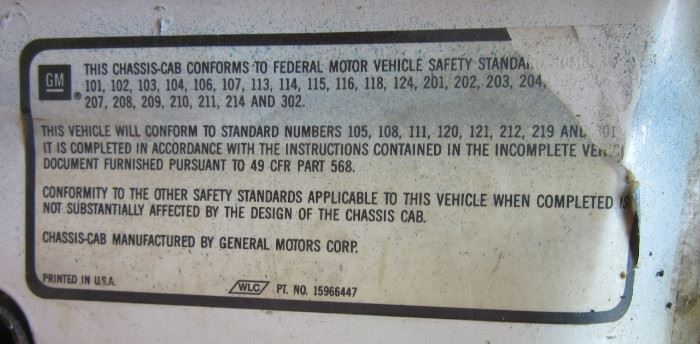 GM ® THIS CHASSIS-CAB CONFORMS TO FEDERAL MOTOR VEHICLE SAFETY
101, 102, 103, 104, 106, 107, 113, 114, 115, 116, 118, 124, 201, 202, 203, 204,
207, 208, 209, 210, 211, 214 AND 302.
THIS VEHICLE WILL CONFORM TO STANDARD NUMBERS 105, 108, 111, 120, 121, 212, 219 AND
IT IS COMPLETED IN ACCORDANCE WITH THE INSTRUCTIONS CONTAINED IN THE INCOMPLETE
DOCUMENT FURNISHED PURSUANT TO 49 CFR PART 568.
CONFORMITY TO THE OTHER SAFETY STANDARDS APPLICABLE TO THIS VEHICLE WHEN COMPLETED IS
NOT SUBSTANTIALLY AFFECTED BY THE DESIGN OF THE CHASSIS CAB.
CHASSIS-CAB MANUFACTURED BY GENERAL MOTORS CORP.
PRINTED IN U.S.A. WLC PT. NO. 15966447